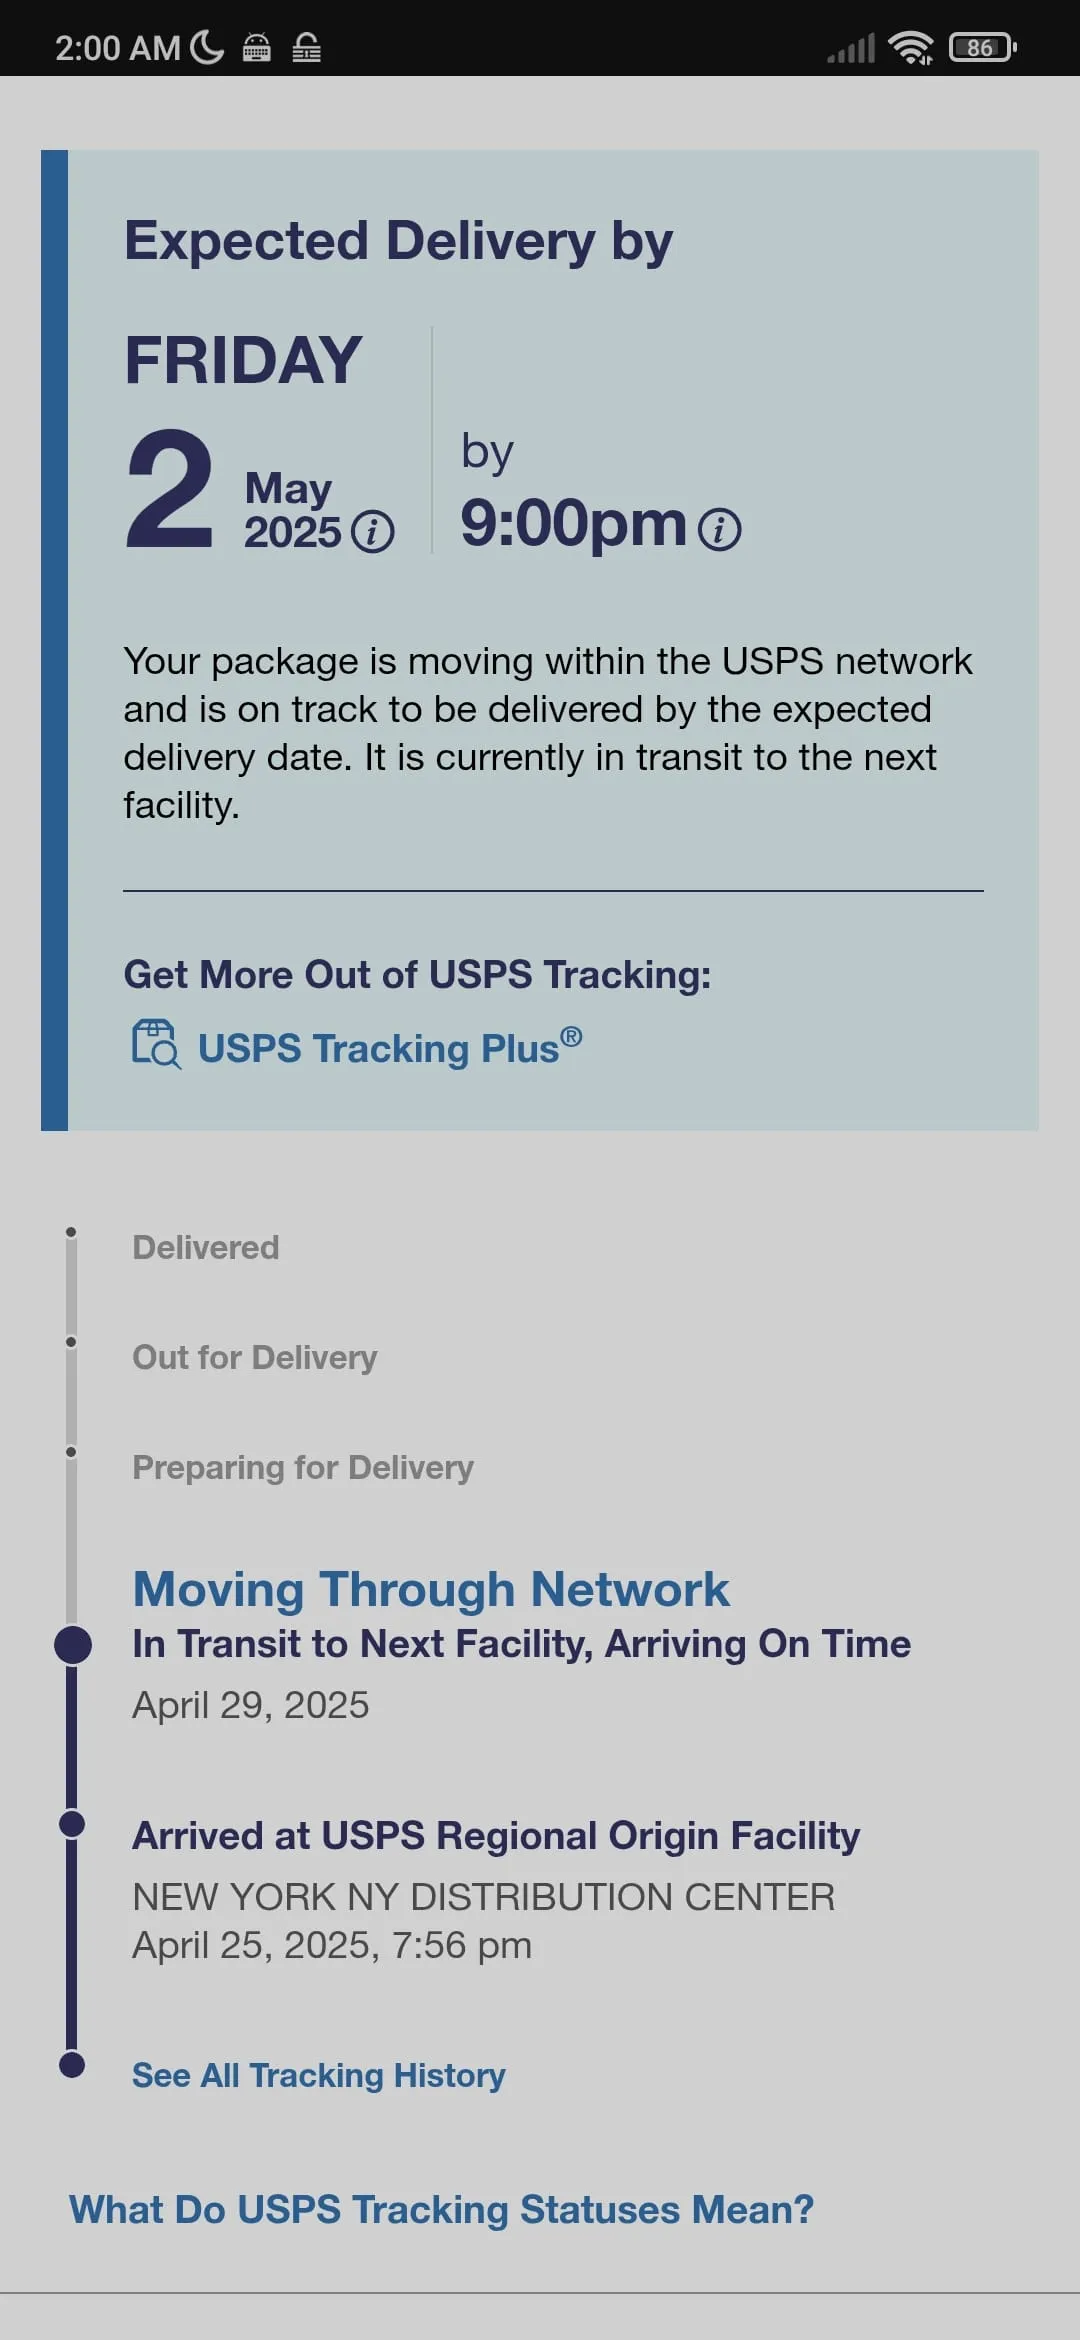 2:00 AM
86
Expected Delivery by
FRIDAY
2 May
2025
by
9:00pm
Your package is moving within the USPS network
and is on track to be delivered by the expected
delivery date. It is currently in transit to the next
facility.
Get More Out of USPS Tracking:
USPS Tracking Plus®
Delivered
Out for Delivery
Preparing for Delivery
Moving Through Network
In Transit to Next Facility, Arriving On Time
April 29, 2025
Arrived at USPS Regional Origin Facility
NEW YORK NY DISTRIBUTION CENTER
April 25, 2025, 7:56 pm
See All Tracking History
What Do USPS Tracking Statuses Mean?